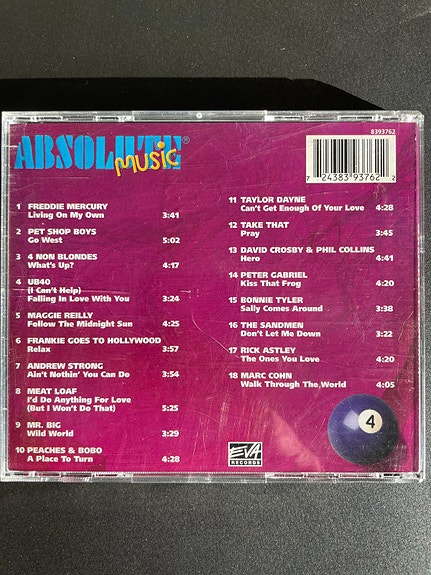 ABSOLUTE®
MUSIC
8393762
7 24383 93762 2
1 FREDDIE MERCURY
Living On My Own 3:41
2 PET SHOP BOYS
Go West 5:02
3 4 NON BLONDES
What's Up? 4:17
4 UB40
(I Can't Help)
Falling In Love With You 3:24
5 MAGGIE REILLY
Follow The Midnight Sun 4:25
6 FRANKIE GOES TO HOLLYWOOD
Relax 3:57
7 ANDREW STRONG
Ain't Nothin' You Can Do 3:54
8 MEAT LOAF
I'd Do Anything For Love
(But I Won't Do That) 5:25
9 MR. BIG
Wild World 3:29
10 PEACHES & BOBO
A Place To Turn 4:28
11 TAYLOR DAYNE
Can't Get Enough Of Your Love 4:28
12 TAKE THAT
Pray 3:45
13 DAVID CROSBY & PHIL COLLINS
Hero 4:41
14 PETER GABRIEL
Kiss That Frog 4:20
15 BONNIE TYLER
Sally Comes Around 3:38
16 THE SANDMEN
Don't Let Me Down 3:22
17 RICK ASTLEY
The Ones You Love 4:20
18 MARC COHN
Walk Through The World 4:05
4
EVA
RECORDS